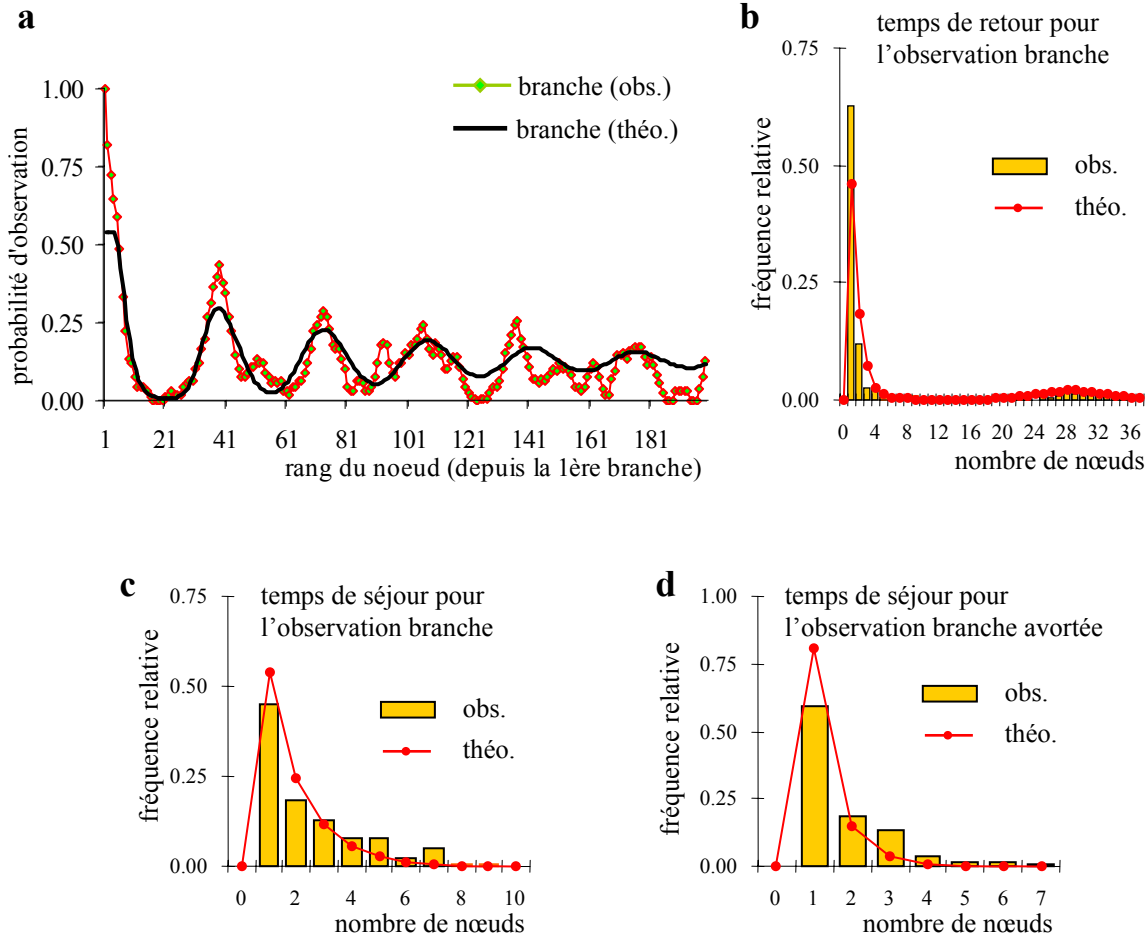 a
1.00
0.75
0.50
0.25
0.00
probabilité d'observation
branche (obs.)
branche (théo.)
1 21 41 61 81 101 121 141 161 181
rang du noeud (depuis la 1ère branche)
b
temps de retour pour
l’observation branche
0.75
0.50
0.25
0.00
fréquence relative
obs.
théo.
0 4 8 12 16 20 24 28 32 36
nombre de nœuds
c
temps de séjour pour
l’observation branche
0.75
0.50
0.25
0.00
fréquence relative
obs.
théo.
0 2 4 6 8 10
nombre de nœuds
d
temps de séjour pour
l’observation branche avortée
1.00
0.75
0.50
0.25
0.00
fréquence relative
obs.
théo.
0 1 2 3 4 5 6 7
nombre de nœuds